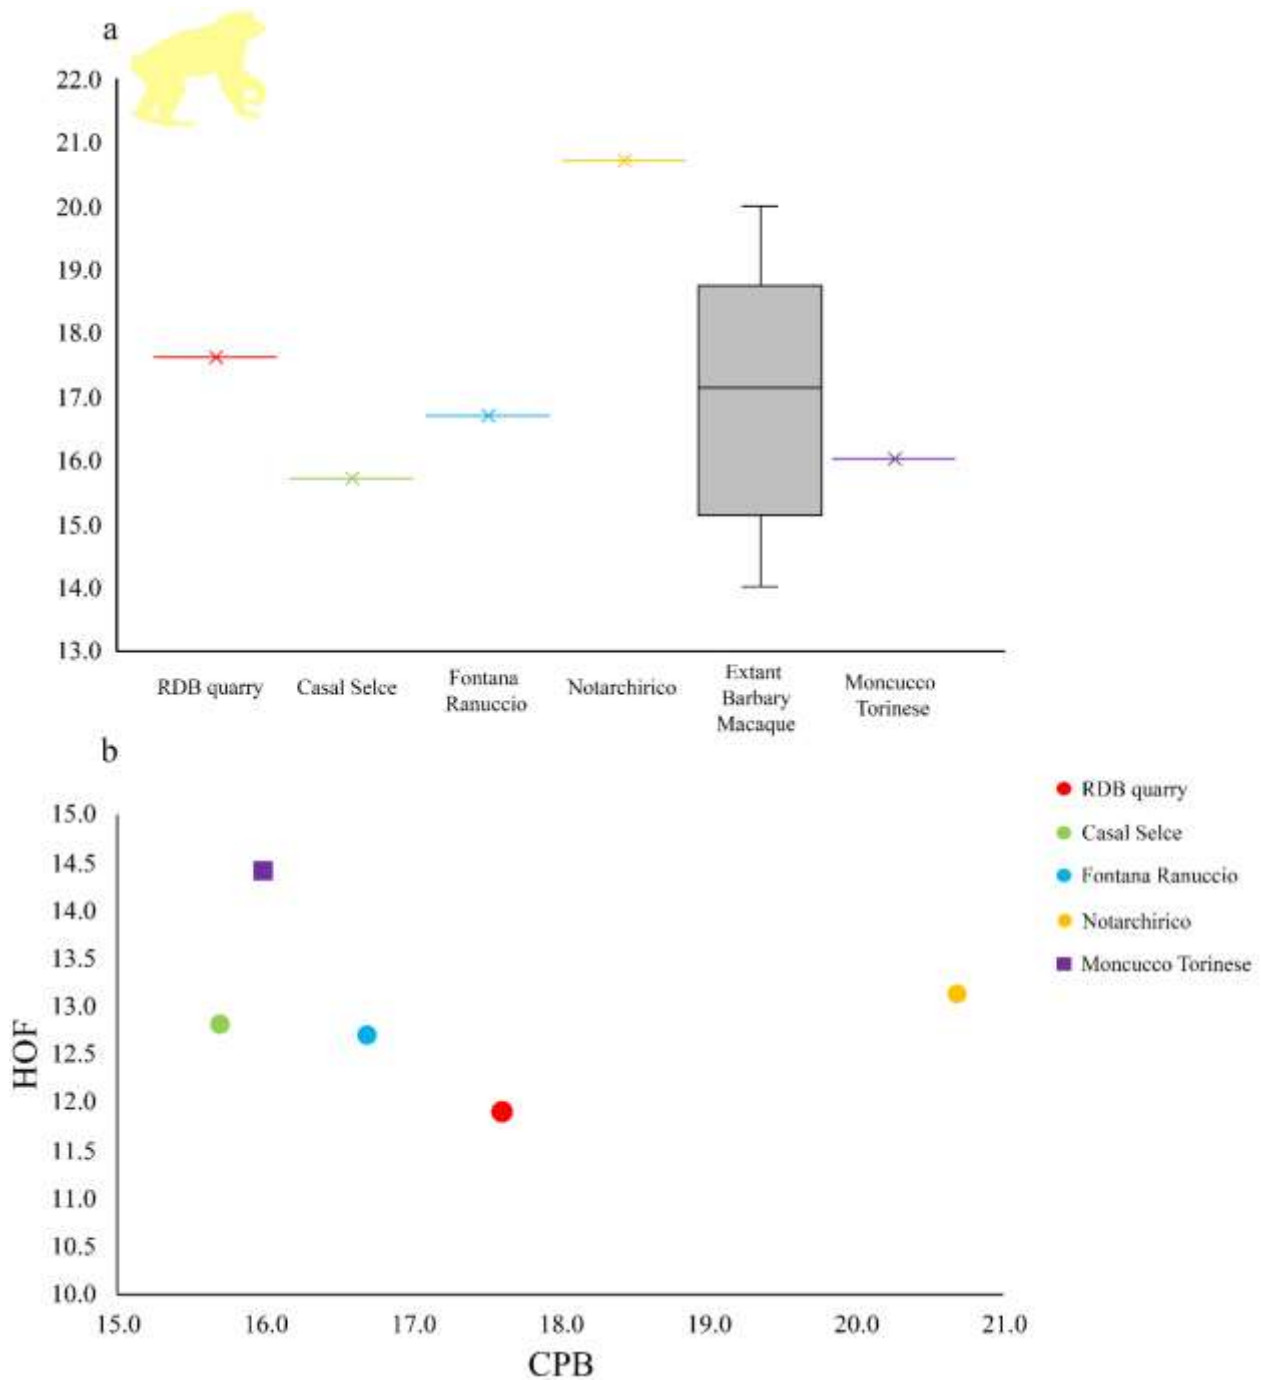 a
22.0
21.0
20.0
19.0
18.0
17.0
16.0
15.0
14.0
13.0
RDB quarry
Casal Selce
Fontana
Ranuccio
Notarchirico
Extant
Barbary
Macaque
Moncucco
Torinese
b
15.0
14.5
14.0
13.5
13.0
12.5
12.0
11.5
11.0
10.5
10.0
HOF
15.0 16.0 17.0 18.0 19.0 20.0 21.0
CPB
RDB quarry
Casal Selce
Fontana Ranuccio
Notarchirico
Moncucco Torinese